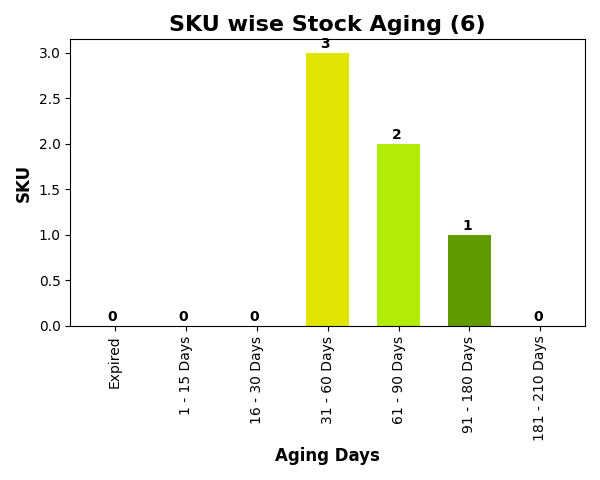 SKU wise Stock Aging (6)
3.0
2.5
2.0
1.5
1.0
0.5
0.0
SKU
0
0
0
3
2
1
0
Expired
1 - 15 Days
16 - 30 Days
31 - 60 Days
61 - 90 Days
91 - 180 Days
181 - 210 Days
Aging Days